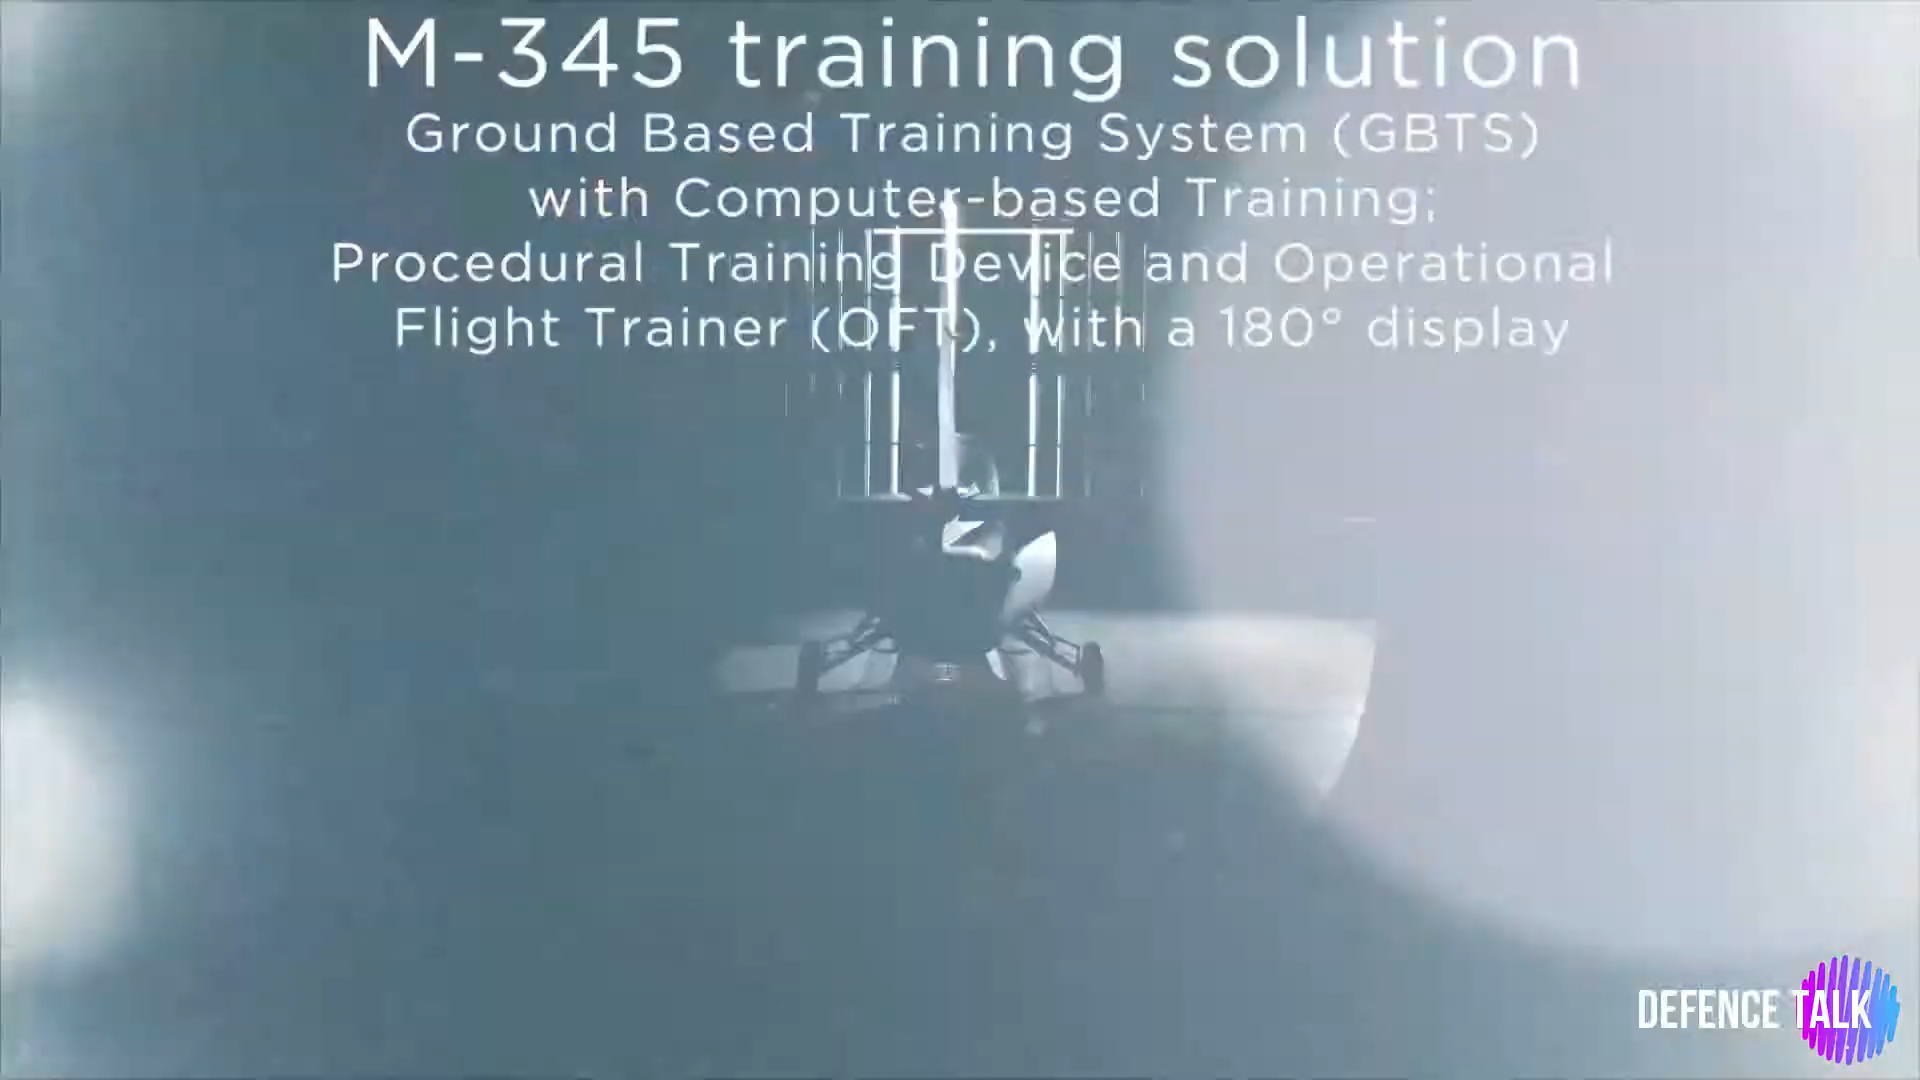 M-345 training solution
Ground Based Training System (GBTS)
with Computer-based Training;
Procedural Training Device and Operational
Flight Trainer (OFT), with a 180° display
DEFENCE TALK